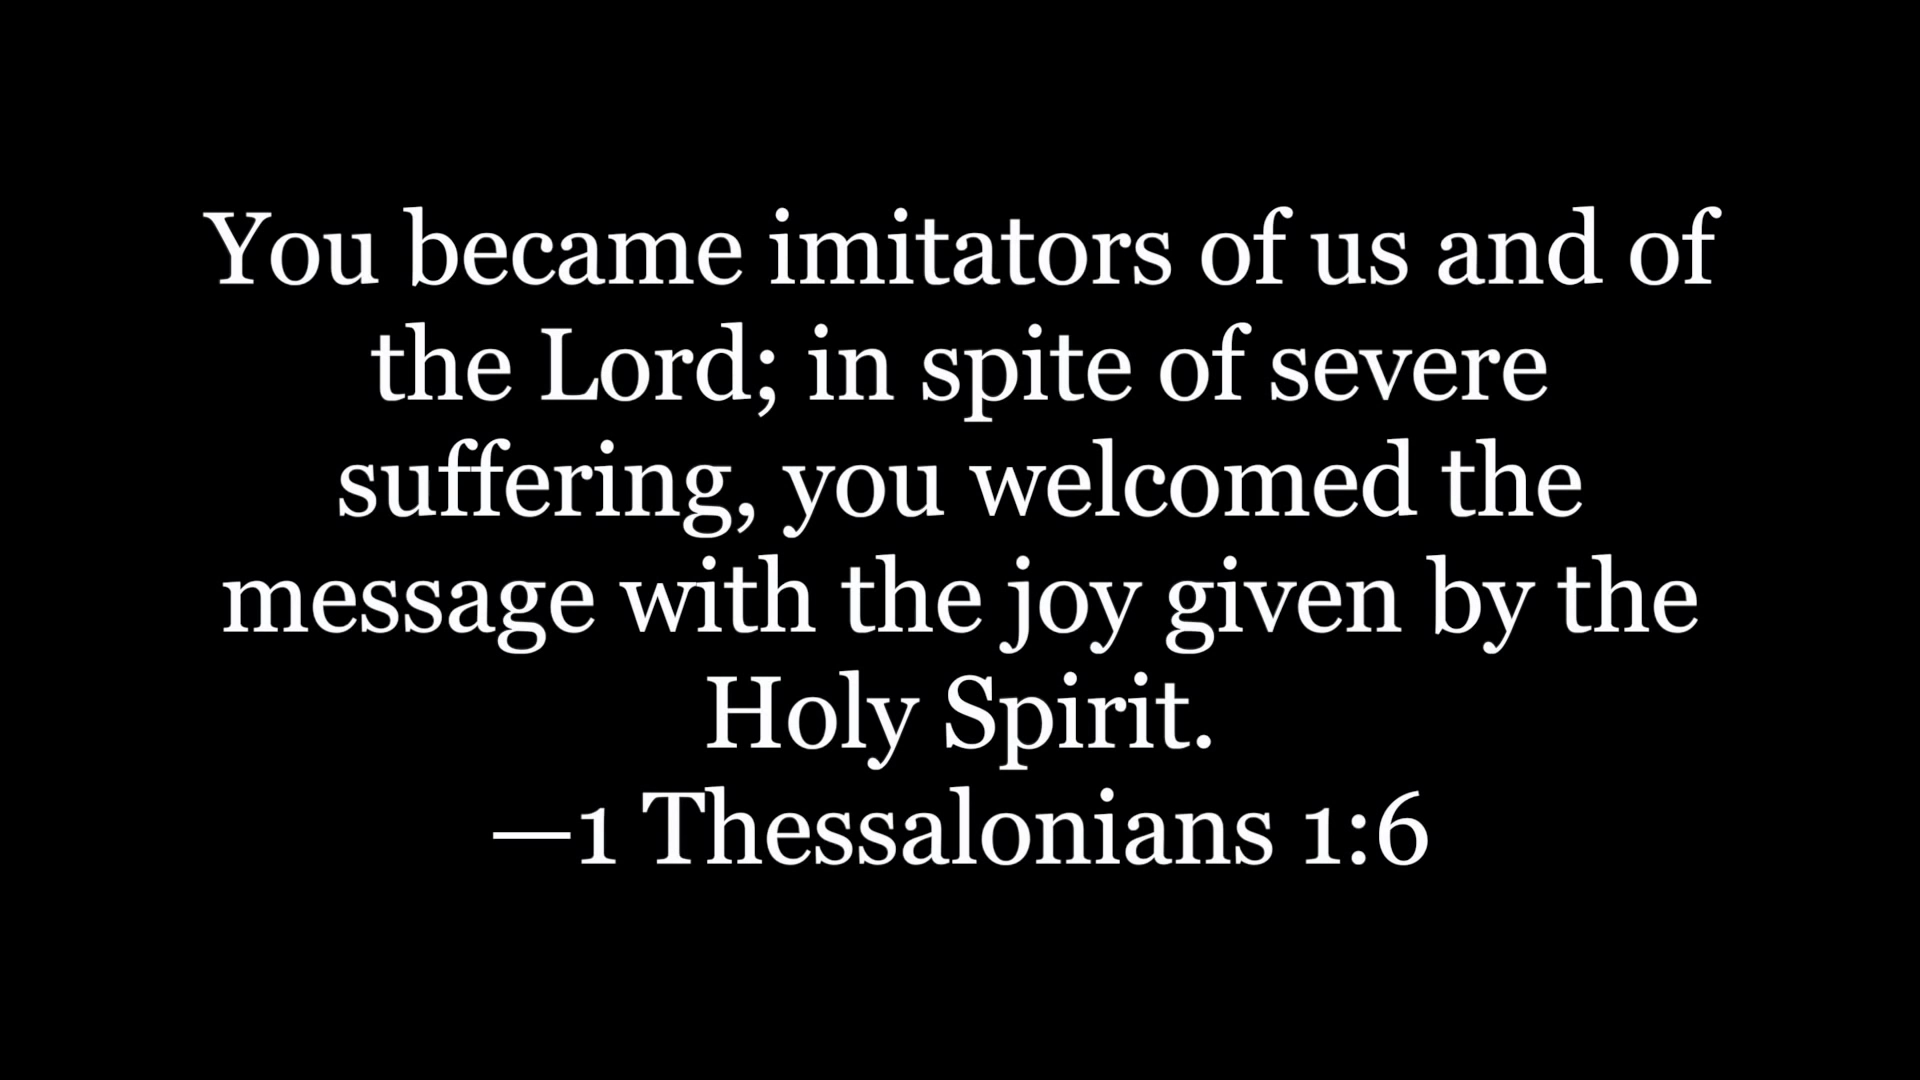 You became imitators of us and of
the Lord; in spite of severe
suffering, you welcomed the
message with the joy given by the
Holy Spirit.
—1 Thessalonians 1:6